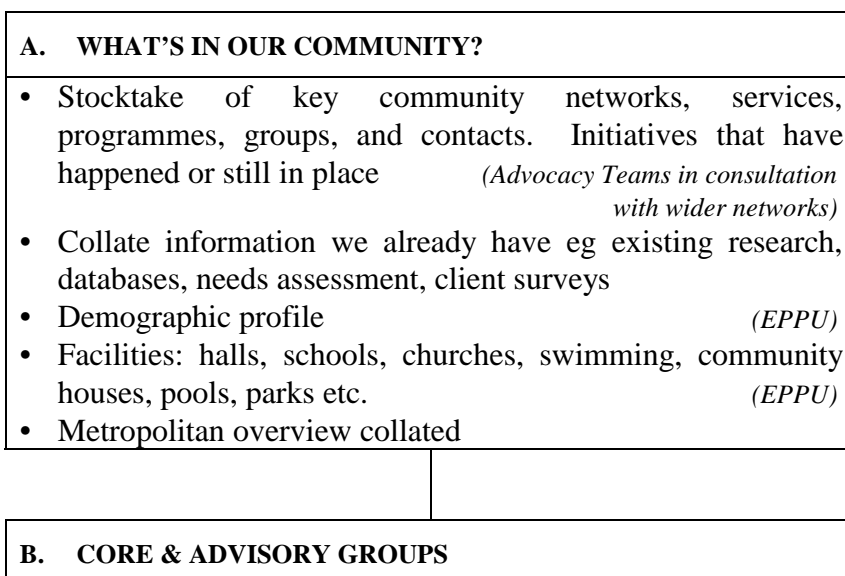 A. WHAT’S IN OUR COMMUNITY?
• Stocktake of key community networks, services,
programmes, groups, and contacts. Initiatives that have
happened or still in place (Advocacy Teams in consultation
with wider networks)
• Collate information we already have eg existing research,
databases, needs assessment, client surveys
• Demographic profile (EPPU)
• Facilities: halls, schools, churches, swimming, community
houses, pools, parks etc. (EPPU)
• Metropolitan overview collated
B. CORE & ADVISORY GROUPS